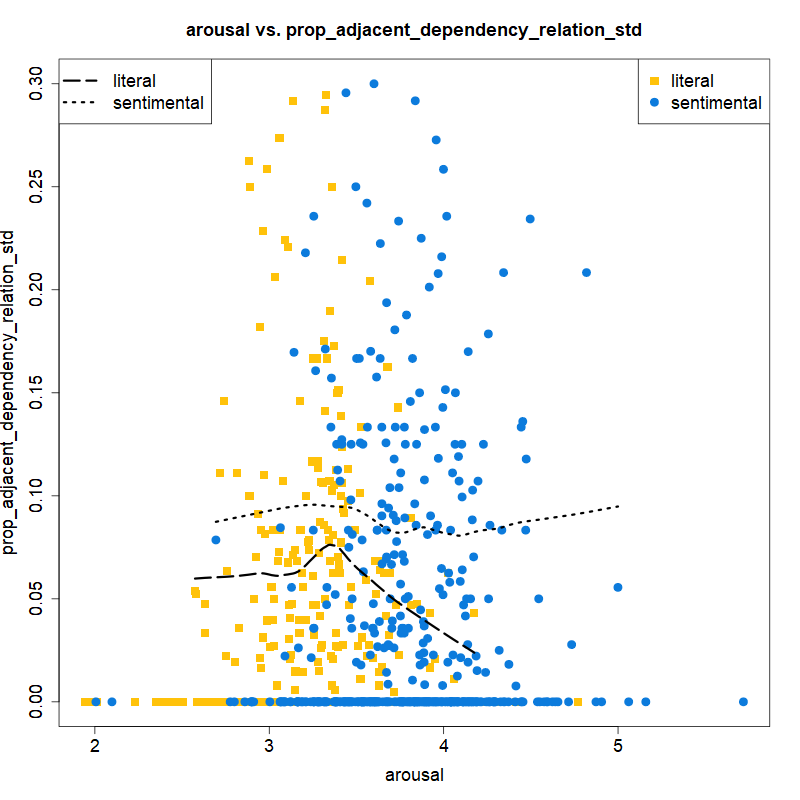 arousal vs. prop_adjacent_dependency_relation_std
literal
sentimental
literal
sentimental
prop_adjacent_dependency_relation_std
0.30
0.25
0.20
0.15
0.10
0.05
0.00
2 3 4 5
arousal